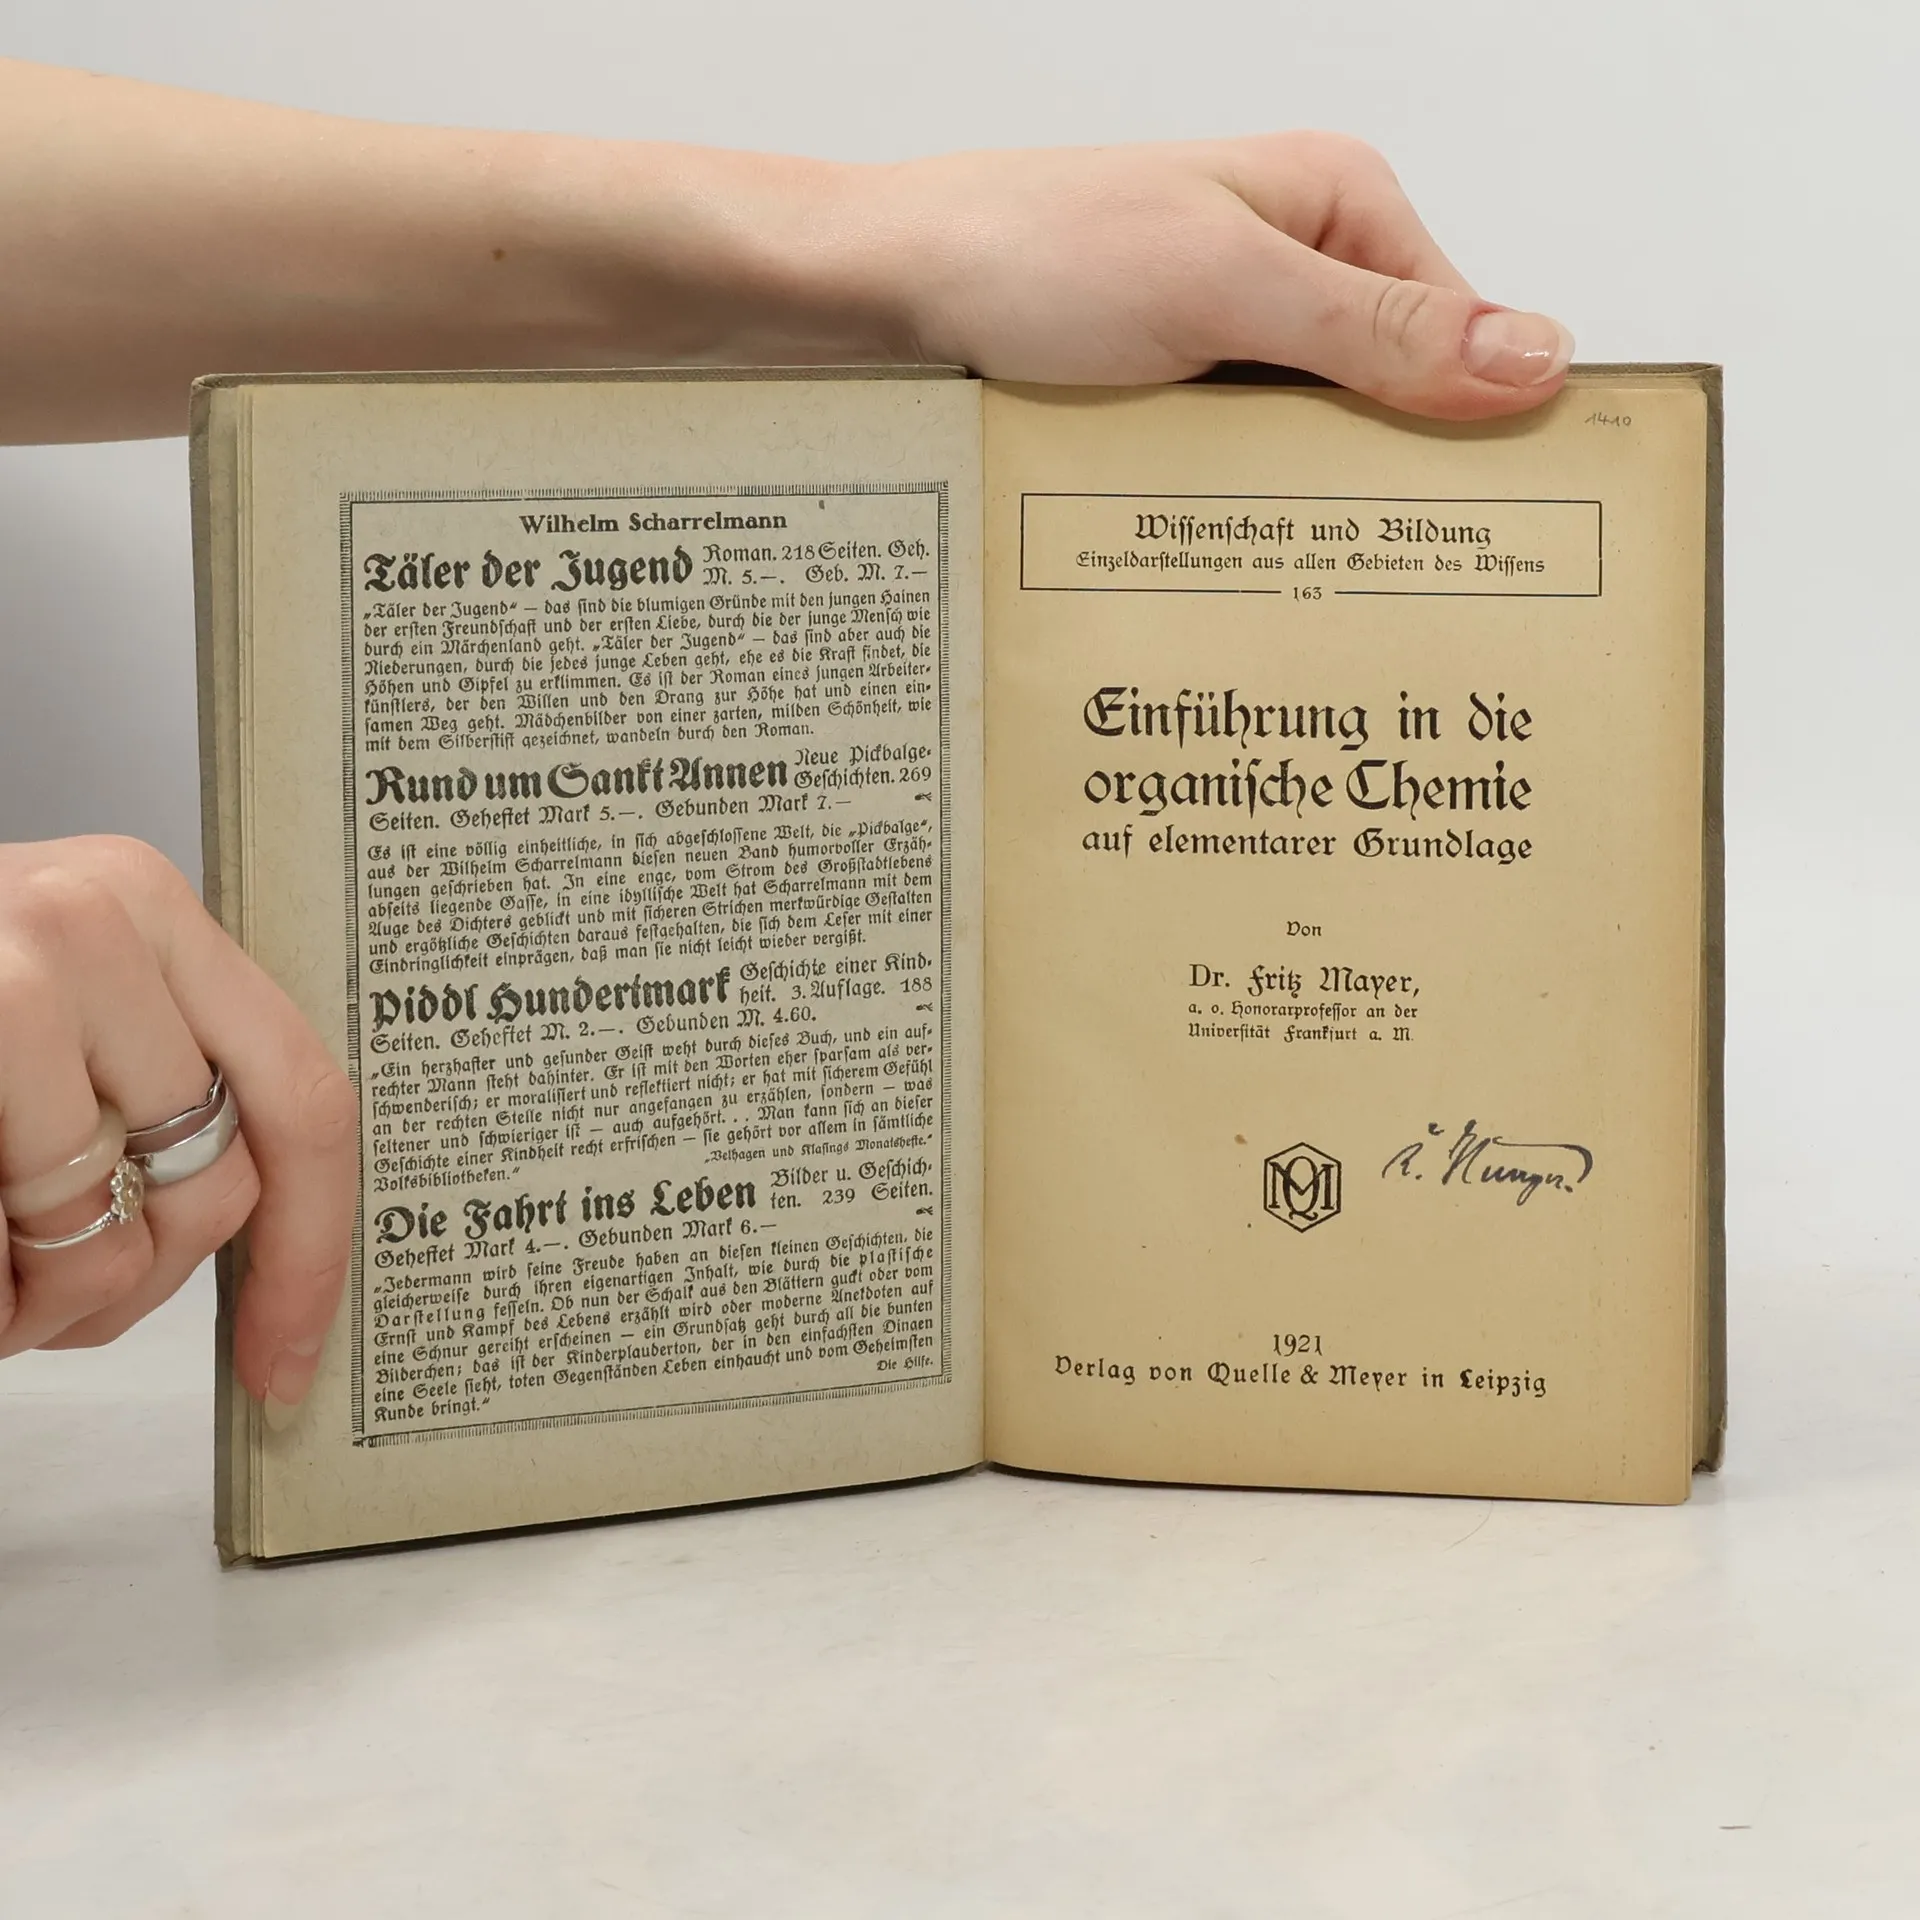 Wilhelm Scharrelmann
Täler der Jugend Roman. 218 Seiten. Geh.
M. 5.—. Geb. M. 7.—
„Täler der Jugend“ — das sind die blumigen Gründe mit den jungen Hainen
der ersten Freundschaft und der ersten Liebe, durch die der junge Mensch wie
durch ein Märchenland geht. „Täler der Jugend“ — das sind aber auch die
Niederungen, durch die jedes junge Leben geht, ehe es die Kraft findet, die
Höhen und Gipfel zu erklimmen. Es ist der Roman eines jungen Arbeiter-
künstlers, der den Willen und den Drang zur Höhe hat und einen ein-
samen Weg geht. Mädchenbilder von einer zarten, milden Schönheit, wie
mit dem Silberstift gezeichnet, wandeln durch den Roman.
Rund um Sankt Annen Neue Pickbalge-
Geschichten. 269
Seiten. Geheftet Mark 5.—. Gebunden Mark 7.—
Es ist eine völlig einheitliche, in sich abgeschlossene Welt, die „Pickbalge“,
aus der Wilhelm Scharrelmann diesen neuen Band humorvoller Erzäh-
lungen geschrieben hat. In eine enge, vom Strom des Großstadtlebens
abseits liegende Gasse, in eine idyllische Welt hat Scharrelmann mit dem
Auge des Dichters geblickt und mit sicheren Strichen merkwürdige Gestalten
und ergötzliche Geschichten daraus festgehalten, die sich dem Leser mit einer
Eindringlichkeit einprägen, daß man sie nicht leicht wieder vergißt.
Piddl Hundertmark Geschichte einer Kind-
heit. 3. Auflage. 188
Seiten. Geheftet M. 2.—. Gebunden M. 4.60.
„Ein herzhafter und gesunder Geist weht durch dieses Buch, und ein auf-
rechter Mann steht dahinter. Er ist mit den Worten eher sparsam als ver-
schwenderisch; er moralisiert und reflektiert nicht; er hat mit sicherem Gefühl
an der rechten Stelle nicht nur angefangen zu erzählen, sondern — was
seltener und schwieriger ist — auch aufgehört. . . Man kann sich an dieser
Geschichte einer Kindheit recht erfrischen — sie gehört vor allem in sämtliche
Volksbibliotheken.“
„Velhagen und Klasings Monatshefte.“
Die Fahrt ins Leben Bilder u. Geschich-
ten. 239 Seiten.
Geheftet Mark 4.—. Gebunden Mark 6.—
„Jedermann wird seine Freude haben an diesen kleinen Geschichten, die
gleicherweise durch ihren eigenartigen Inhalt, wie durch die plastische
Darstellung fesseln. Ob nun der Schalk aus den Blättern guckt oder vom
Ernst und Kampf des Lebens erzählt wird oder moderne Anekdoten auf
eine Schnur gereiht erscheinen — ein Grundsatz geht durch all die bunten
Bilderchen; das ist der Kinderplauderton, der in den einfachsten Dingen
eine Seele sieht, toten Gegenständen Leben einhaucht und vom Geheimsten
Kunde bringt.“
Die Hilfe.
1410
Wissenschaft und Bildung
Einzeldarstellungen aus allen Gebieten des Wissens
163
Einführung in die
organische Chemie
auf elementarer Grundlage
Von
Dr. Fritz Mayer,
a. o. Honorarprofessor an der
Universität Frankfurt a. M.
QM
1921
Verlag von Quelle & Meyer in Leipzig